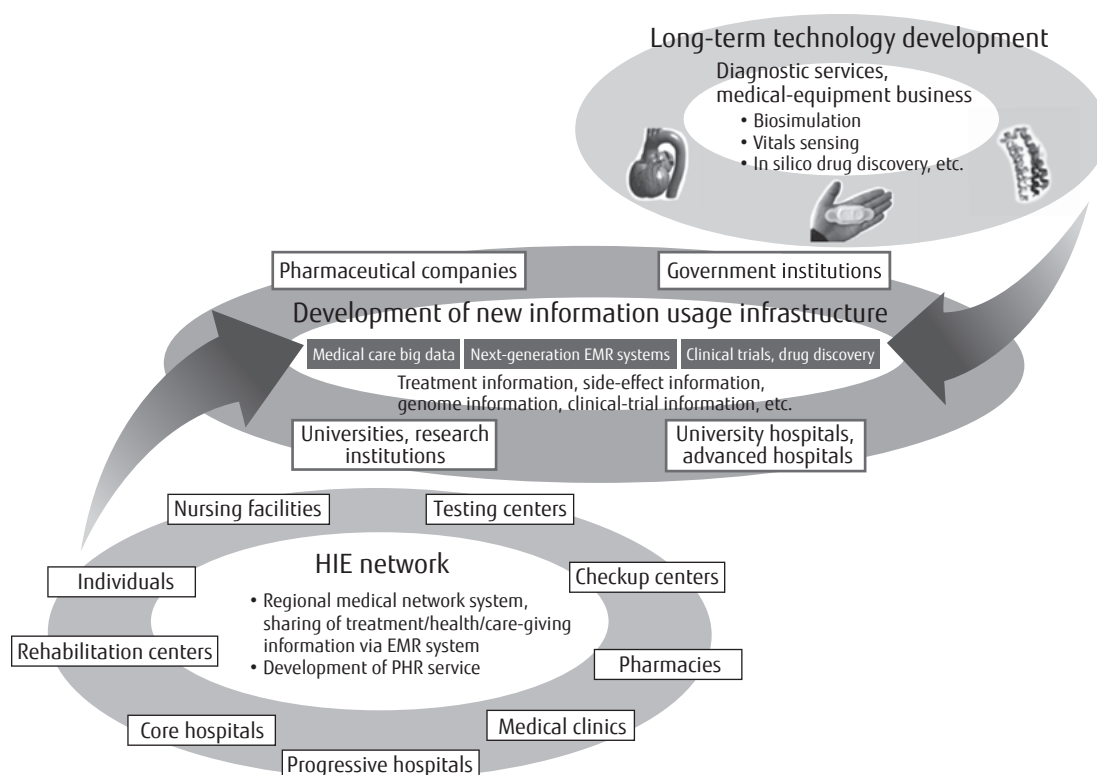 Long-term technology development
Diagnostic services,
medical-equipment business
• Biosimulation
• Vitals sensing
• In silico drug discovery, etc.
Pharmaceutical companies
Government institutions
Development of new information usage infrastructure
Medical care big data
Next-generation EMR systems
Clinical trials, drug discovery
Treatment information, side-effect information,
genome information, clinical-trial information, etc.
Universities, research
institutions
University hospitals,
advanced hospitals
Nursing facilities
Testing centers
HIE network
Individuals
Checkup centers
• Regional medical network system,
sharing of treatment/health/care-giving
information via EMR system
• Development of PHR service
Rehabilitation centers
Pharmacies
Core hospitals
Medical clinics
Progressive hospitals